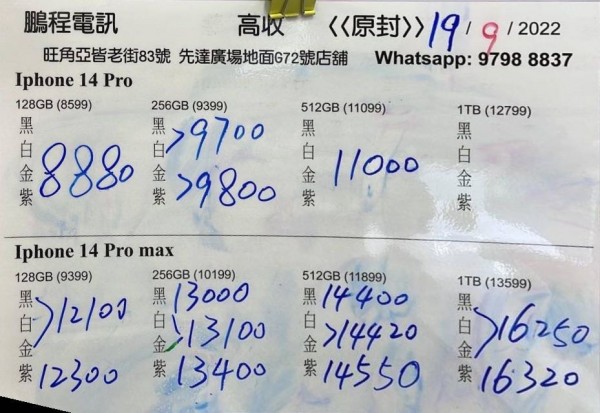 鵬程電訊 高收 《原封》 19/9/2022
旺角亞皆老街83號 先達廣場地面G72號店舖 Whatsapp: 9798 8837
Iphone 14 Pro
128GB (8599) 256GB (9399) 512GB (11099) 1TB (12799)
黑 黑 >9700 黑 黑
白 8880 白 白 11000 白
金 金 >9800 金 金
紫 紫 紫 紫
Iphone 14 Pro max
128GB (9399) 256GB (10199) 512GB (11899) 1TB (13599)
黑 黑 13000 黑 14400 黑
白 >12100 白 >13100 白 >14420 白 >16250
金 金 金 金
紫 12300 紫 13400 紫 14550 紫 16320